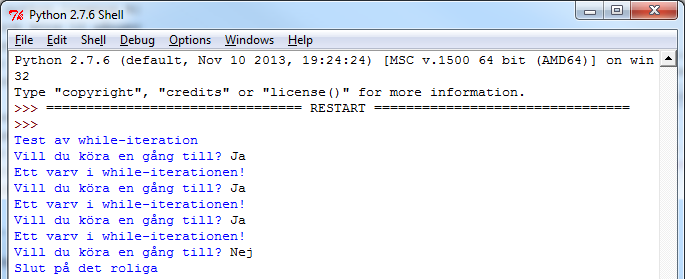 Python 2.7.6 Shell
File Edit Shell Debug Options Windows Help
Python 2.7.6 (default, Nov 10 2013, 19:24:24) [MSC v.1500 64 bit (AMD64)] on win
32
Type "copyright", "credits" or "license()" for more information.
>>> ================================ RESTART ================================
>>>
Test av while-iteration
Vill du köra en gång till? Ja
Ett varv i while-iterationen!
Vill du köra en gång till? Ja
Ett varv i while-iterationen!
Vill du köra en gång till? Ja
Ett varv i while-iterationen!
Vill du köra en gång till? Nej
Slut på det roliga